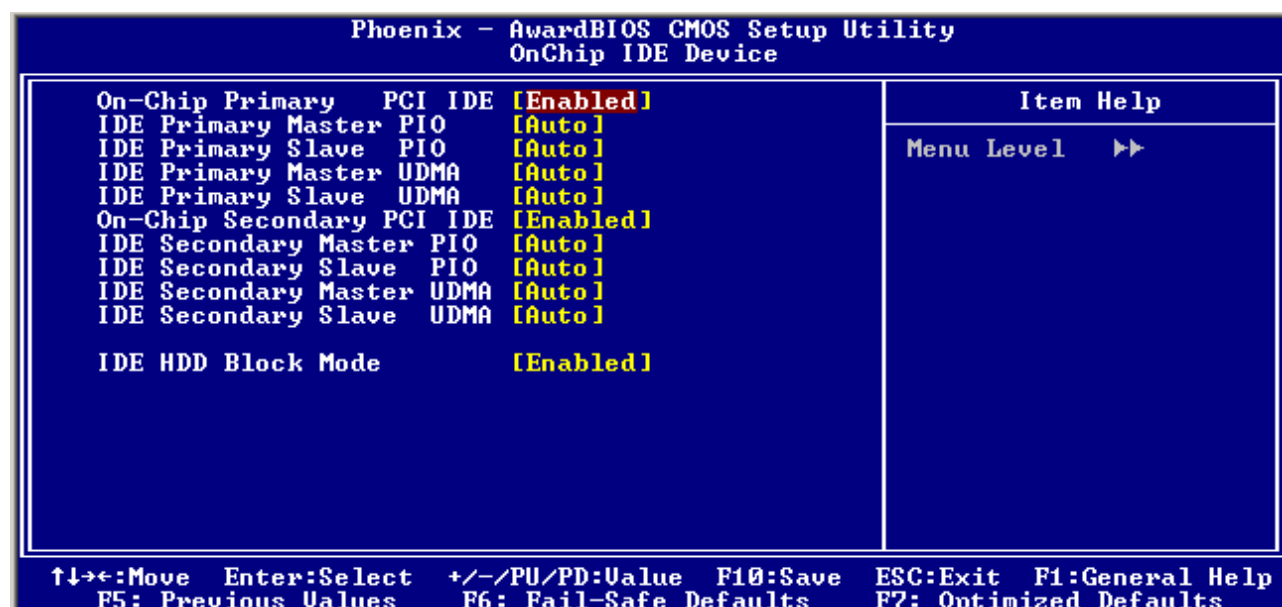 Phoenix - AwardBIOS CMOS Setup Utility
OnChip IDE Device
On-Chip Primary   PCI IDE [Enabled]
IDE Primary Master PIO    [Auto]
IDE Primary Slave  PIO    [Auto]
IDE Primary Master UDMA   [Auto]
IDE Primary Slave  UDMA   [Auto]
On-Chip Secondary PCI IDE [Enabled]
IDE Secondary Master PIO  [Auto]
IDE Secondary Slave  PIO  [Auto]
IDE Secondary Master UDMA [Auto]
IDE Secondary Slave  UDMA [Auto]
IDE HDD Block Mode        [Enabled]
Item Help
Menu Level   ►►
↑↓→←:Move  Enter:Select  +/-/PU/PD:Value  F10:Save  ESC:Exit  F1:General Help
F5: Previous Values    F6: Fail-Safe Defaults    F7: Optimized Defaults